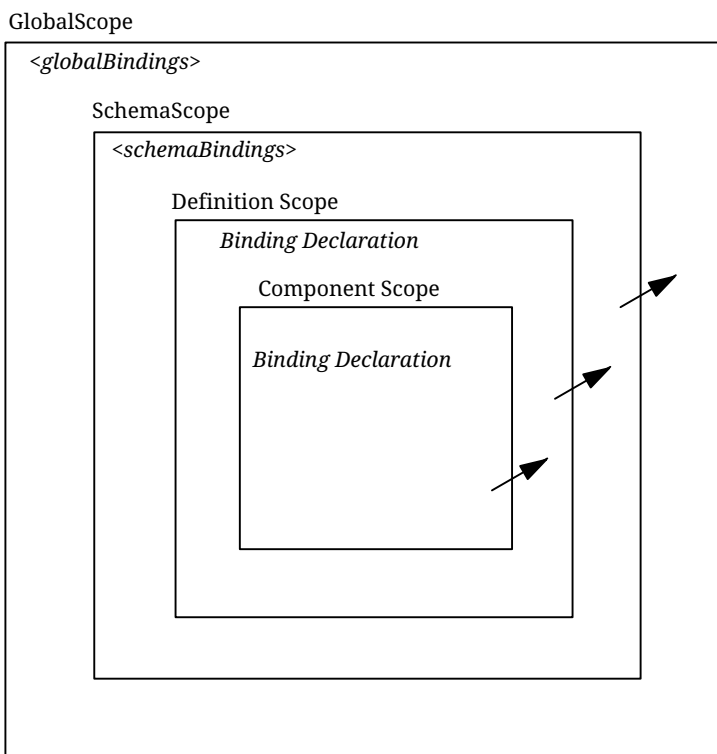 GlobalScope
<globalBindings>
SchemaScope
<schemaBindings>
Definition Scope
Binding Declaration
Component Scope
Binding Declaration